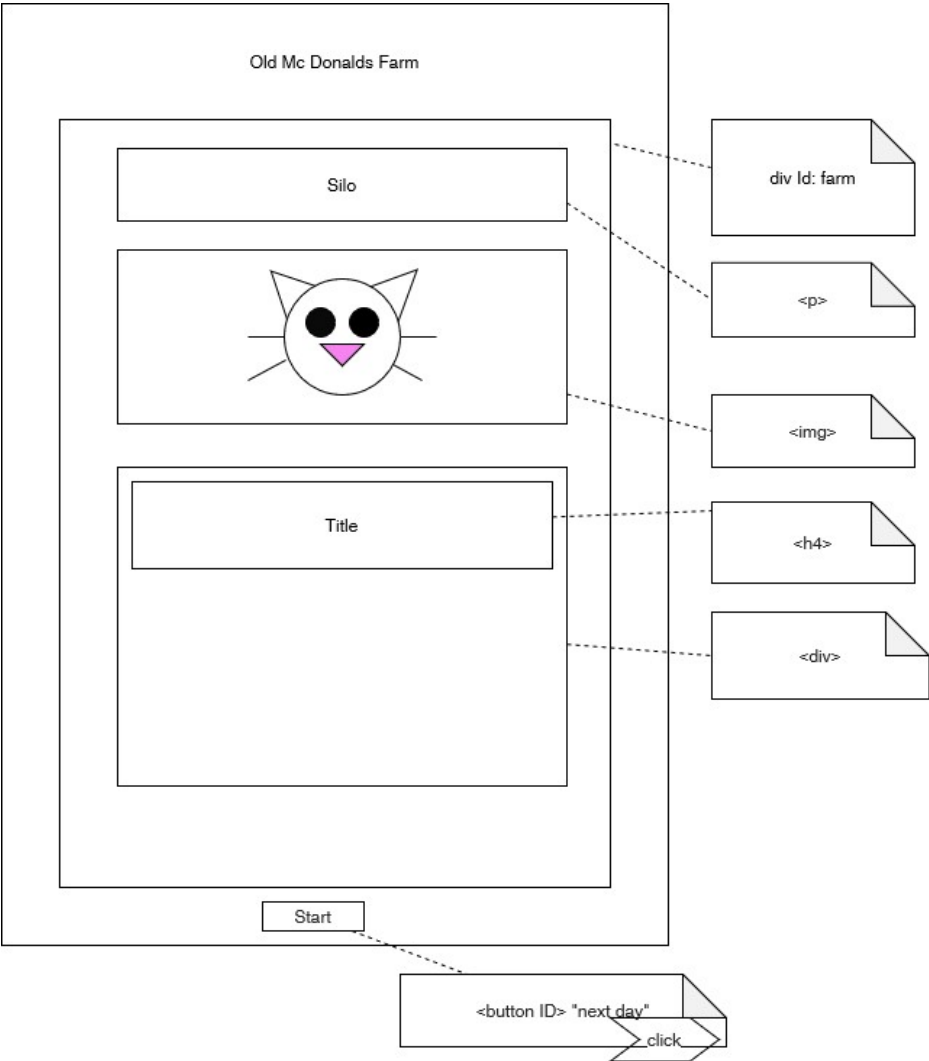 Old Mc Donalds Farm
Silo
div Id: farm
<p>
<img>
Title
<h4>
<div>
Start
<button ID> "next day"
click